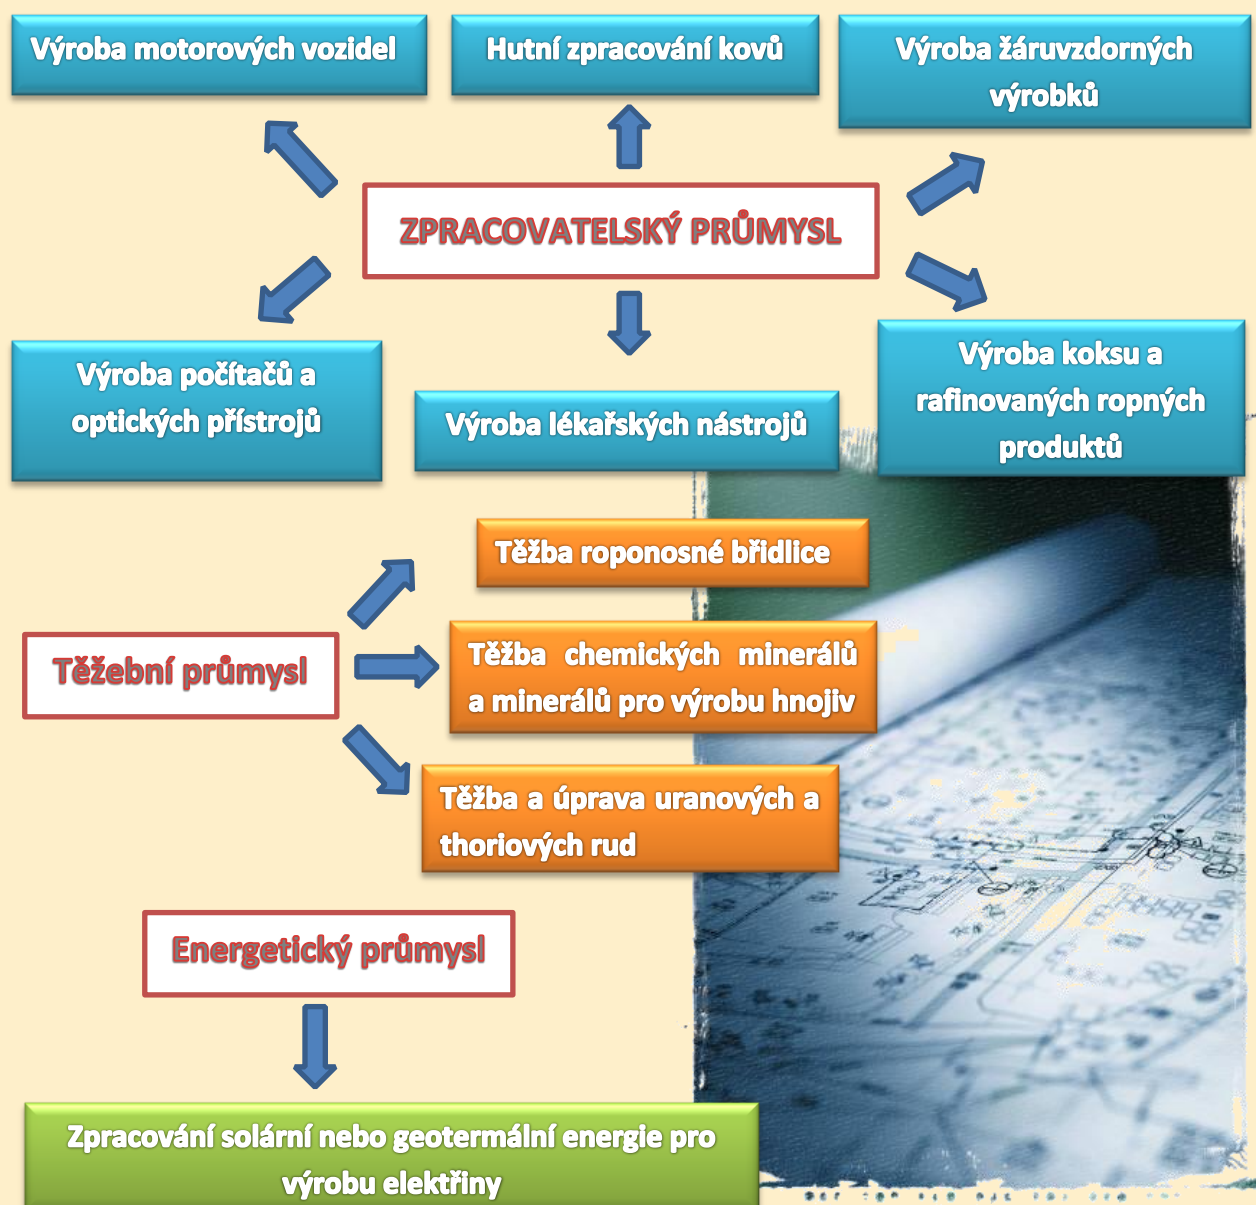 Výroba motorových vozidel
Hutní zpracování kovů
Výroba žáruvzdorných
výrobků
ZPRACOVATELSKÝ PRŮMYSL
Výroba počítačů a
optických přístrojů
Výroba lékařských nástrojů
Výroba koksu a
rafinovaných ropných
produktů
Těžba roponosné břidlice
Těžební průmysl
Těžba chemických minerálů
a minerálů pro výrobu hnojiv
Těžba a úprava uranových a
thoriových rud
Energetický průmysl
Zpracování solární nebo geotermální energie pro
výrobu elektřiny